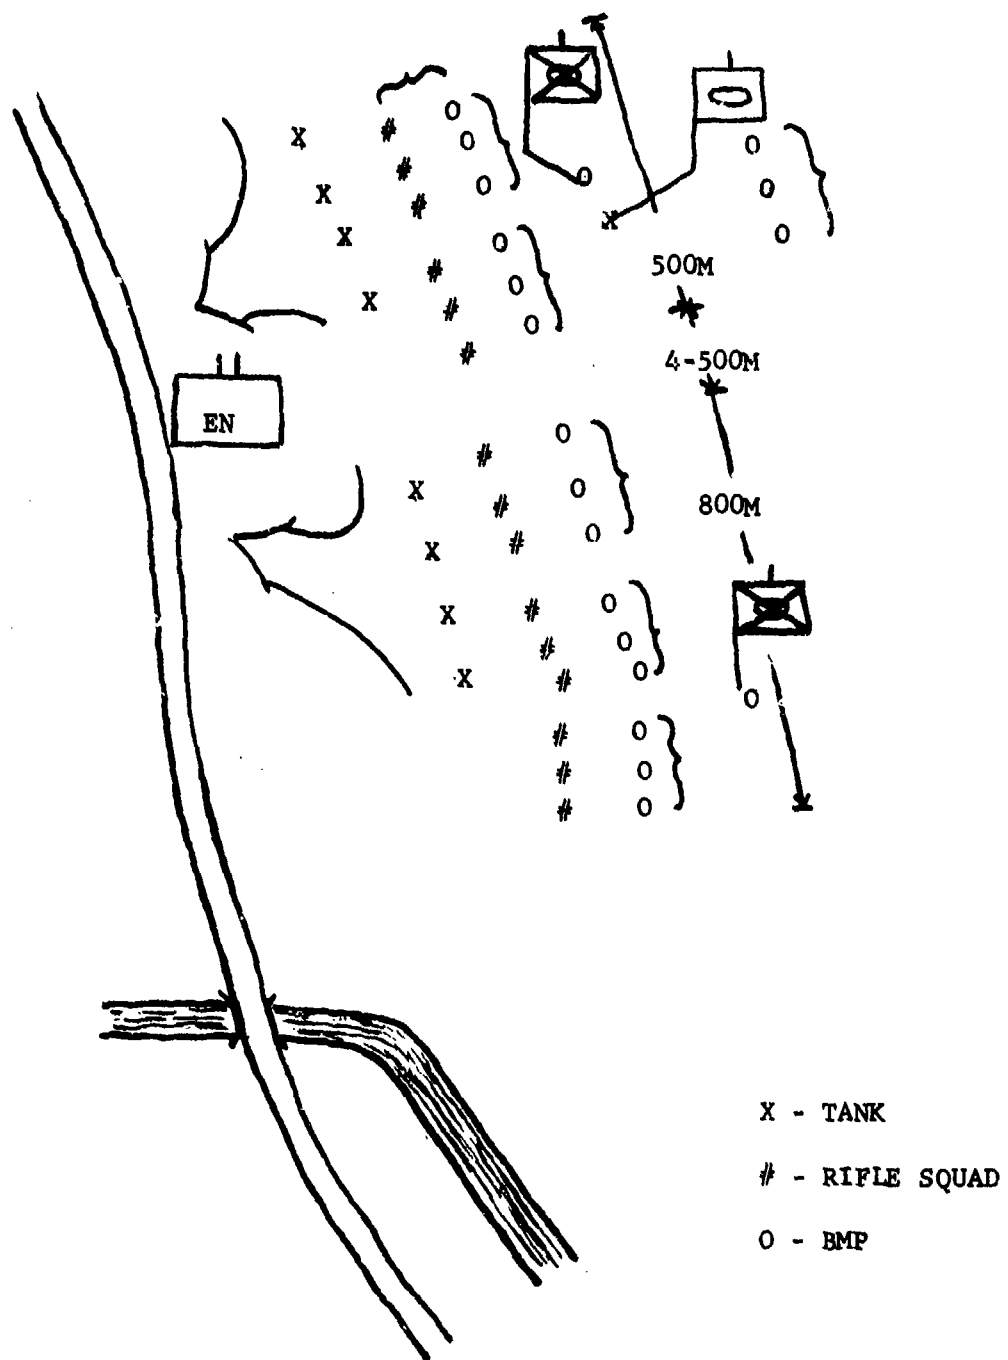 500M
4-500M
EN
800M
X - TANK
# - RIFLE SQUAD
O - BMP